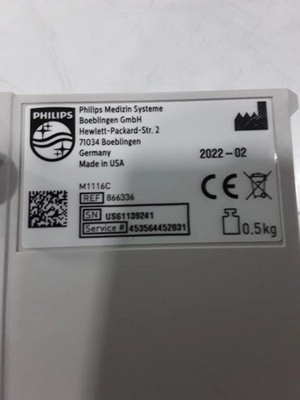 PHILIPS
Philips Medizin Systeme
Boeblingen GmbH
Hewlett-Packard-Str. 2
71034 Boeblingen
Germany
Made in USA
2022-02
M1116C
REF 866336
SN US61139241
Service # 453564452831
CE
0.5kg